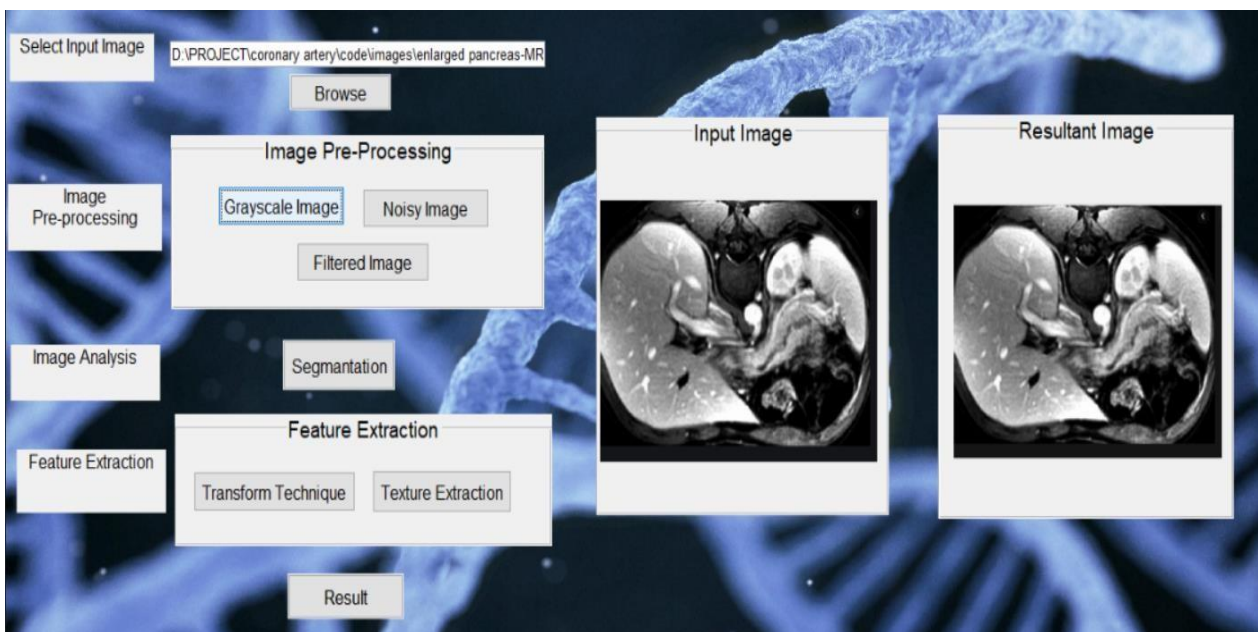 Select Input Image
D:\PROJECT\coronary artery\code\images\enlarged pancreas-MR
Browse
Image Pre-Processing
Image
Pre-processing
Grayscale Image
Noisy Image
Filtered Image
Image Analysis
Segmantation
Feature Extraction
Feature Extraction
Transform Technique
Texture Extraction
Result
Input Image
Resultant Image